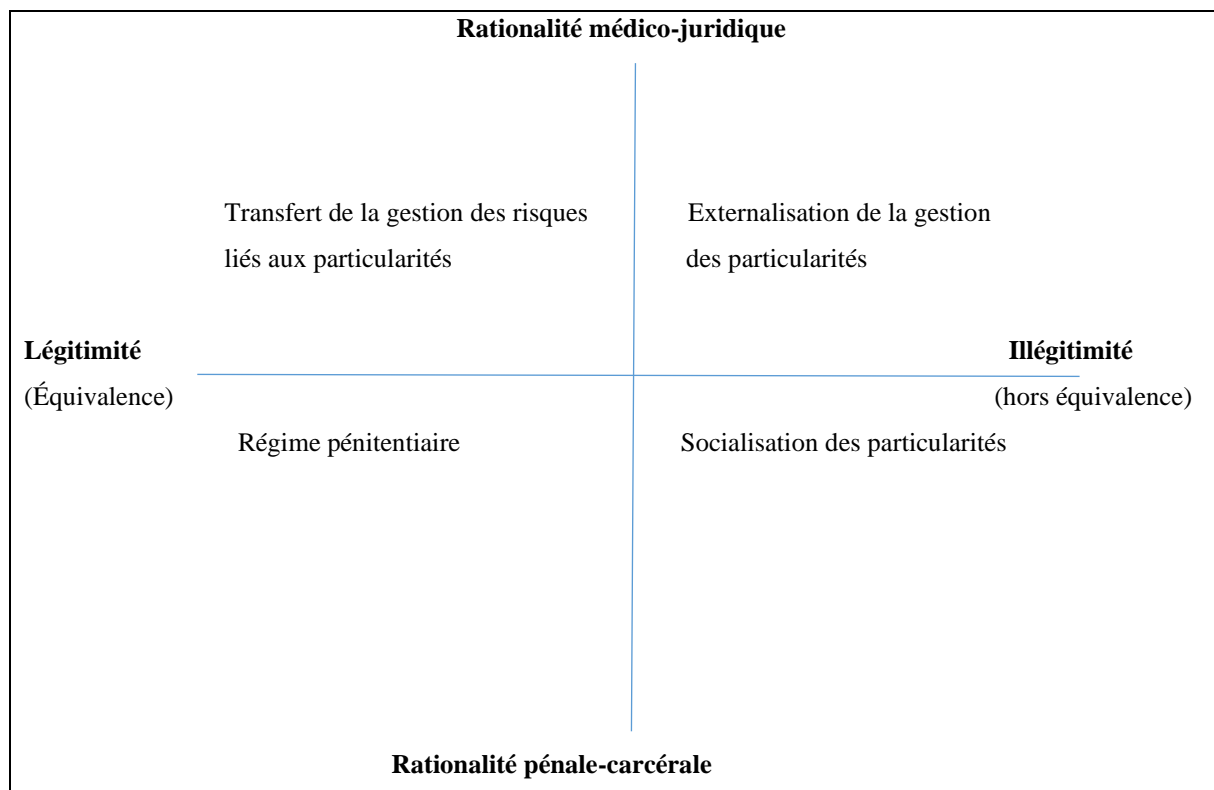 Rationalité médico-juridique
Transfert de la gestion des risques
liés aux particularités
Externalisation de la gestion
des particularités
Légitimité
(Équivalence)
Illégitimité
(hors équivalence)
Régime pénitentiaire
Socialisation des particularités
Rationalité pénale-carcérale